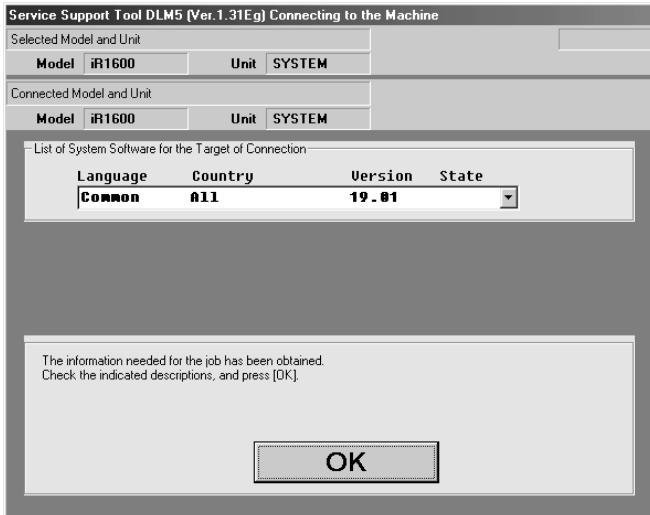 Service Support Tool DLM5 (Ver.1.31Eg) Connecting to the Machine
Selected Model and Unit
Model iR1600 Unit SYSTEM
Connected Model and Unit
Model iR1600 Unit SYSTEM
List of System Software for the Target of Connection
Language Country Version State
Common All 19.01
The information needed for the job has been obtained.
Check the indicated descriptions, and press [OK].
OK